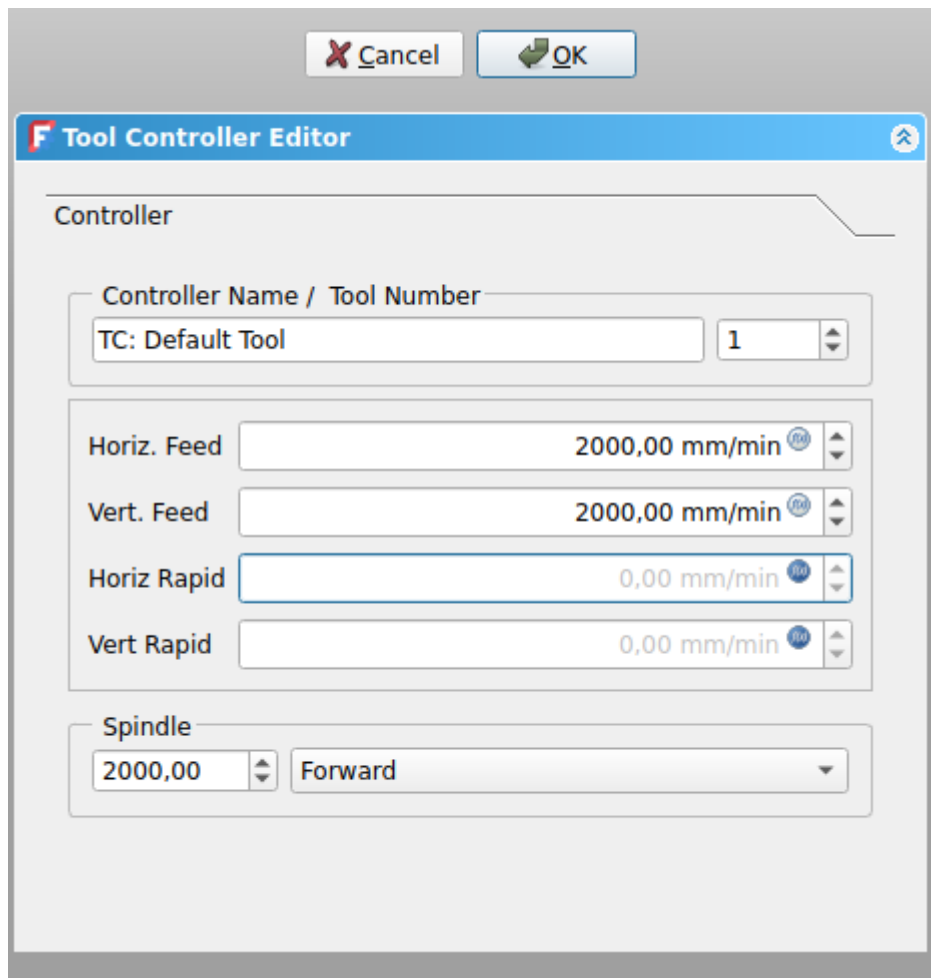 Cancel
OK
Tool Controller Editor
Controller
Controller Name / Tool Number
TC: Default Tool 1
Horiz. Feed 2000,00 mm/min
Vert. Feed 2000,00 mm/min
Horiz Rapid 0,00 mm/min
Vert Rapid 0,00 mm/min
Spindle
2000,00 Forward